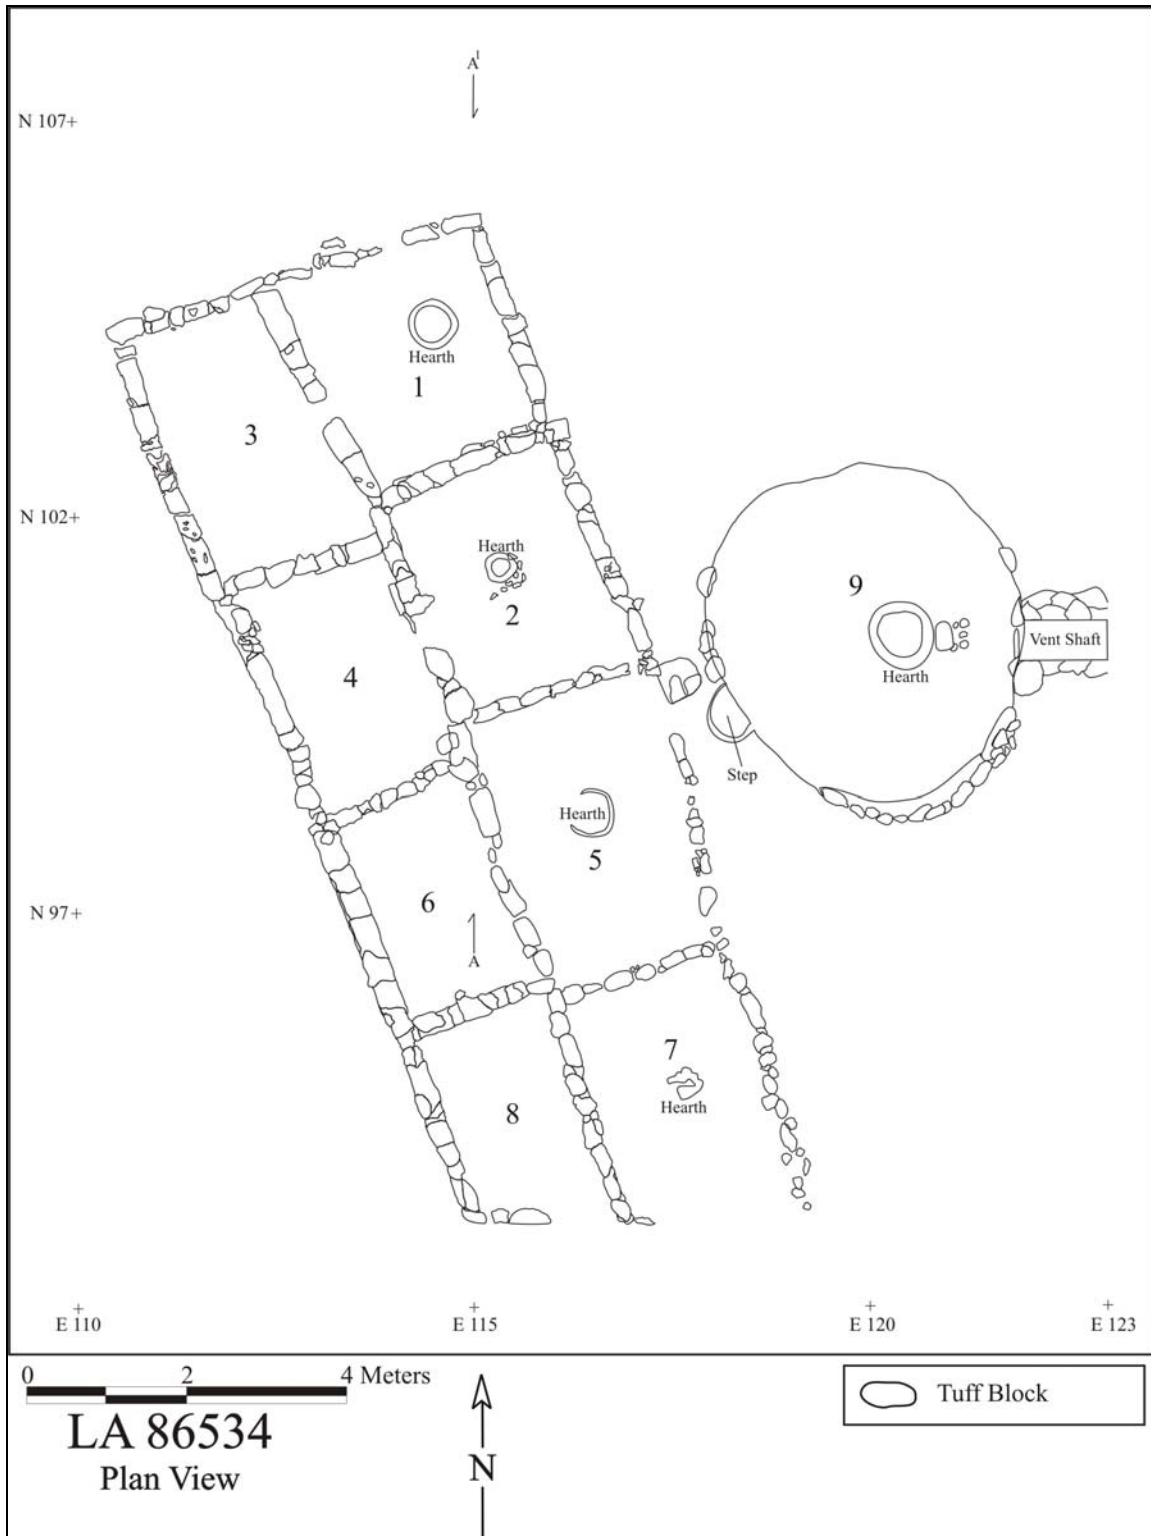 A'
N 107+
Hearth
1
3
N 102+
Hearth
2
9
Vent Shaft
Hearth
4
Step
Hearth
5
6
N 97+
A
7
Hearth
8
+ + + +
E 110 E 115 E 120 E 123
0 2 4 Meters
LA 86534
Plan View
N
Tuff Block